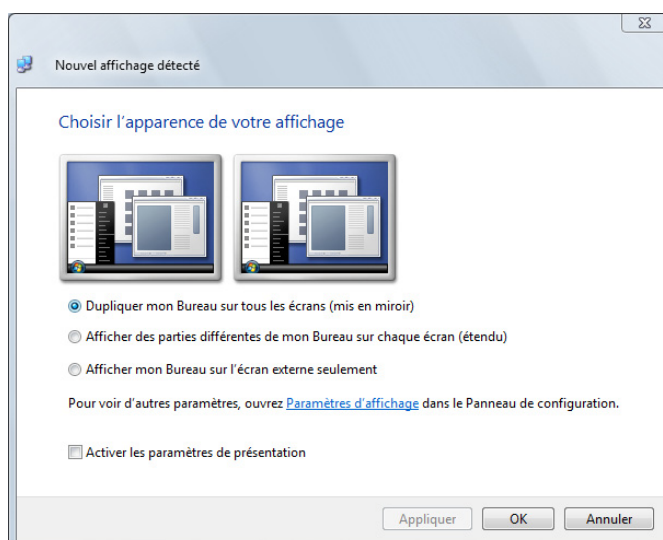 Nouvel affichage détecté
Choisir l'apparence de votre affichage
Dupliquer mon Bureau sur tous les écrans (mis en miroir)
Afficher des parties différentes de mon Bureau sur chaque écran (étendu)
Afficher mon Bureau sur l'écran externe seulement
Pour voir d'autres paramètres, ouvrez Paramètres d'affichage dans le Panneau de configuration.
Activer les paramètres de présentation
Appliquer OK Annuler